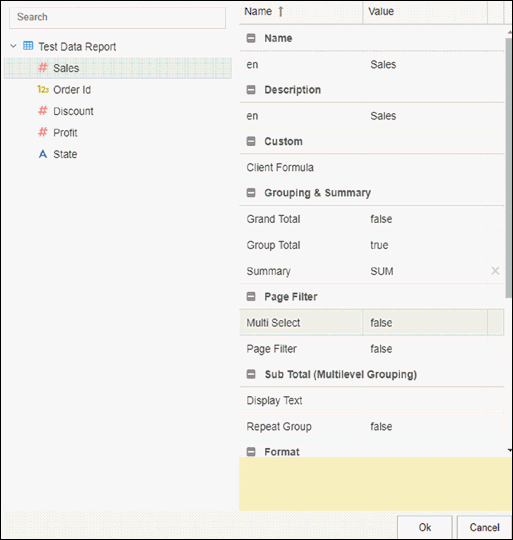 Search
Test Data Report
Sales
Order Id
Discount
Profit
State
Name Value
Name
en Sales
Description
en Sales
Custom
Client Formula
Grouping & Summary
Grand Total false
Group Total true
Summary SUM
Page Filter
Multi Select false
Page Filter false
Sub Total (Multilevel Grouping)
Display Text
Repeat Group false
Format
Ok Cancel